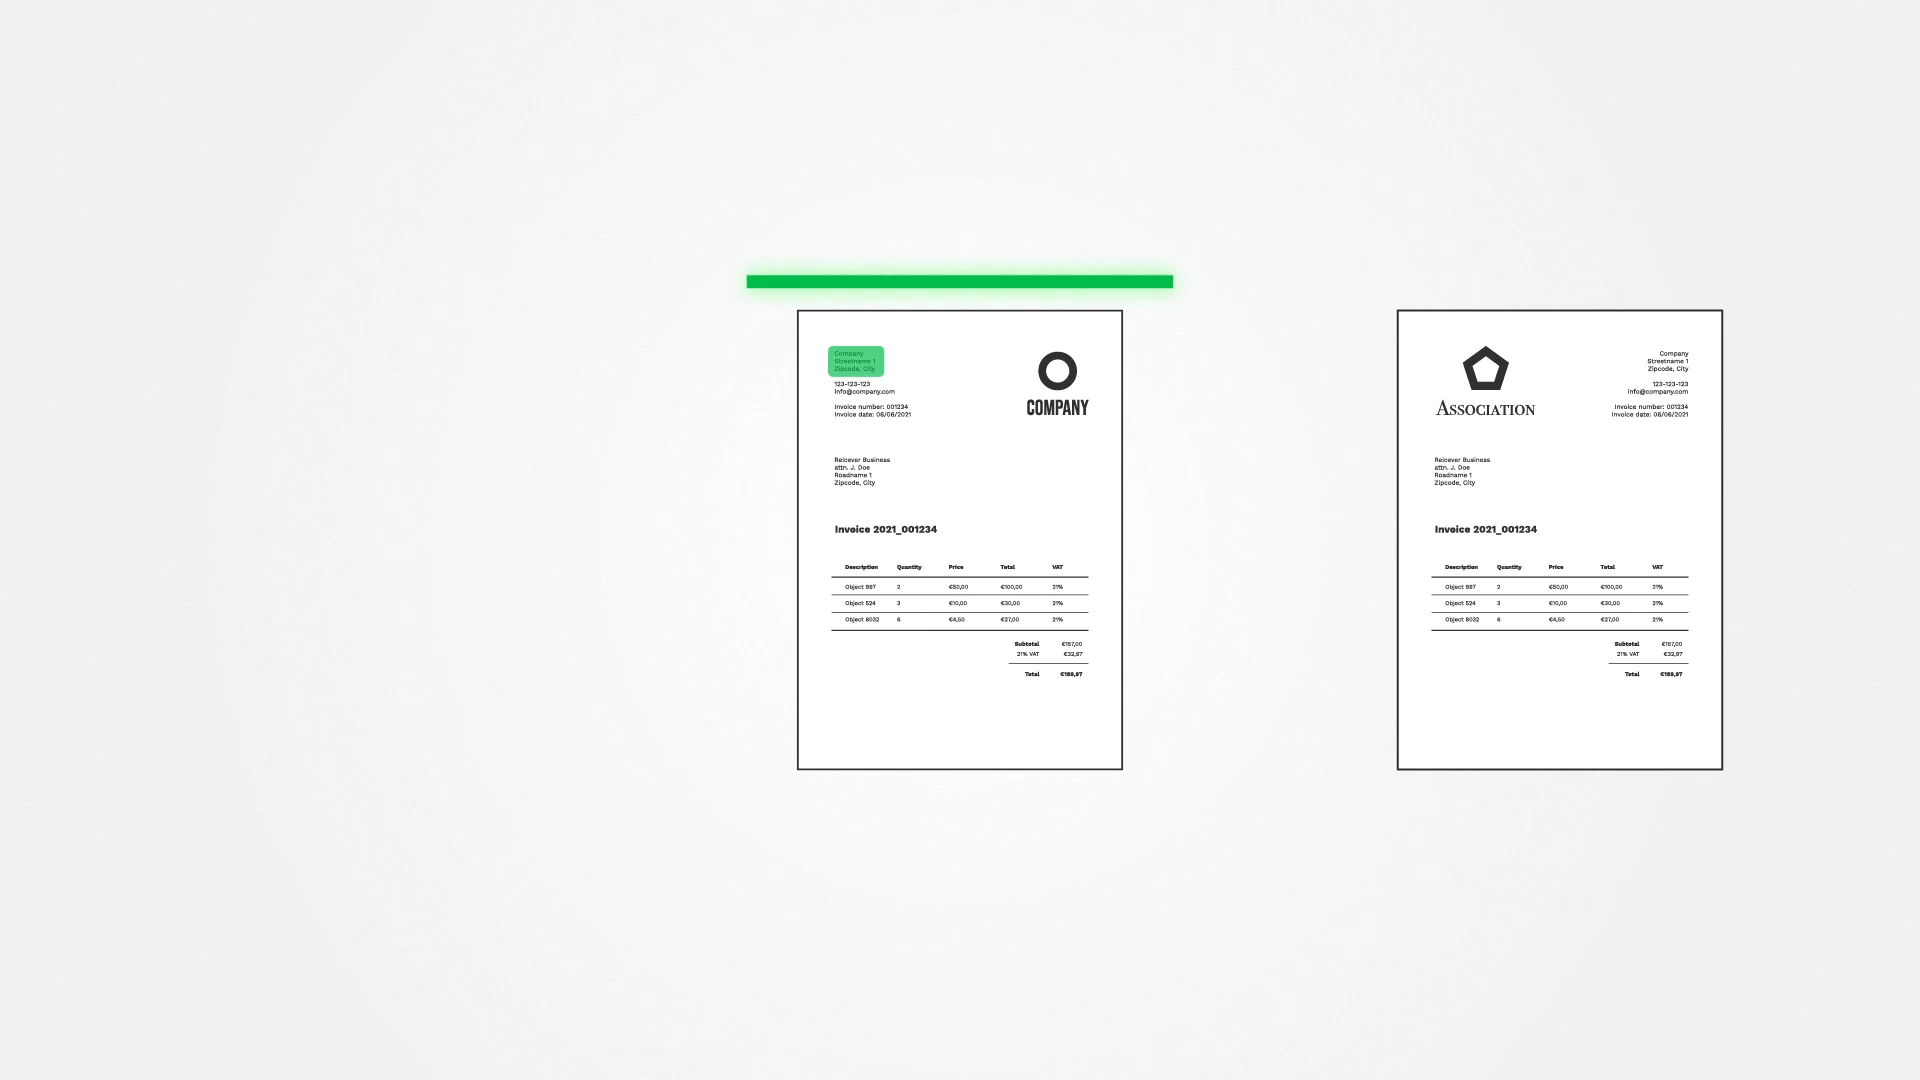 Company
Streetname 1
Zipcode, City
123-123-123
info@company.com
Invoice number: 001234
Invoice date: 06/06/2021
COMPANY
Reicever Business
attn. J. Doe
Roadname 1
Zipcode, City
Invoice 2021_001234
Description Quantity Price Total VAT
Object 997 2 €50,00 €100,00 21%
Object 524 3 €10,00 €30,00 21%
Object 8032 6 €4,50 €27,00 21%
Subtotal €157,00
21% VAT €32,97
Total €189,97
ASSOCIATION
Company
Streetname 1
Zipcode, City
123-123-123
info@company.com
Invoice number: 001234
Invoice date: 06/06/2021
Reicever Business
attn. J. Doe
Roadname 1
Zipcode, City
Invoice 2021_001234
Description Quantity Price Total VAT
Object 997 2 €50,00 €100,00 21%
Object 524 3 €10,00 €30,00 21%
Object 8032 6 €4,50 €27,00 21%
Subtotal €157,00
21% VAT €32,97
Total €189,97